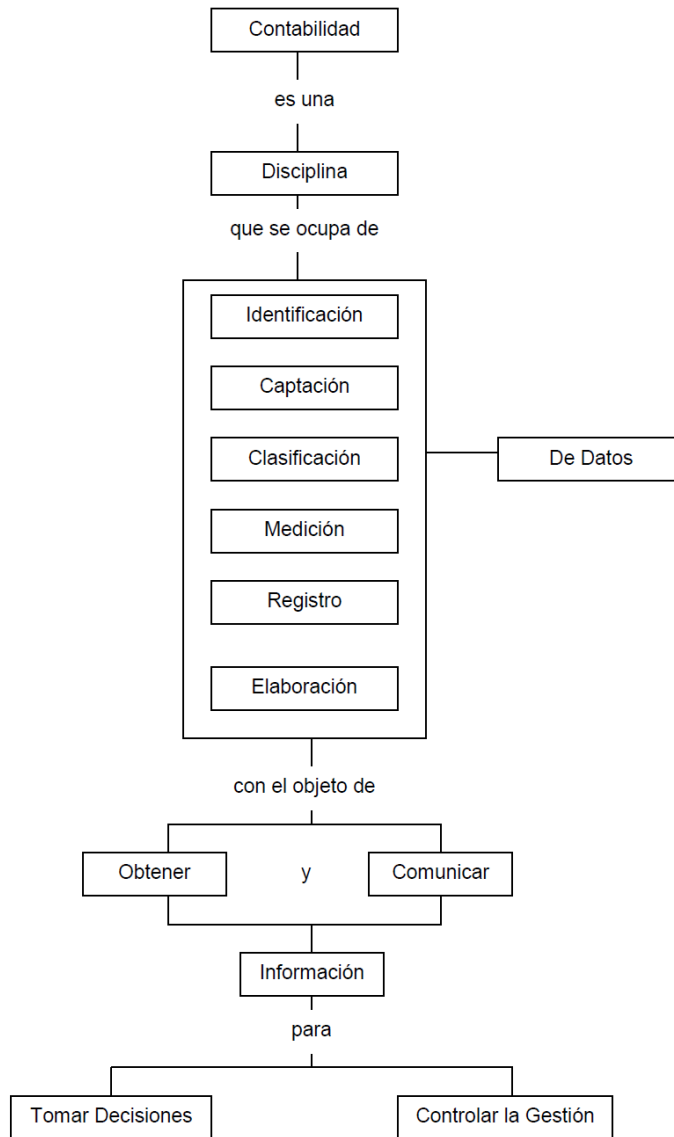 Contabilidad
es una
Disciplina
que se ocupa de
Identificación
Captación
Clasificación
De Datos
Medición
Registro
Elaboración
con el objeto de
Obtener
y
Comunicar
Información
para
Tomar Decisiones
Controlar la Gestión